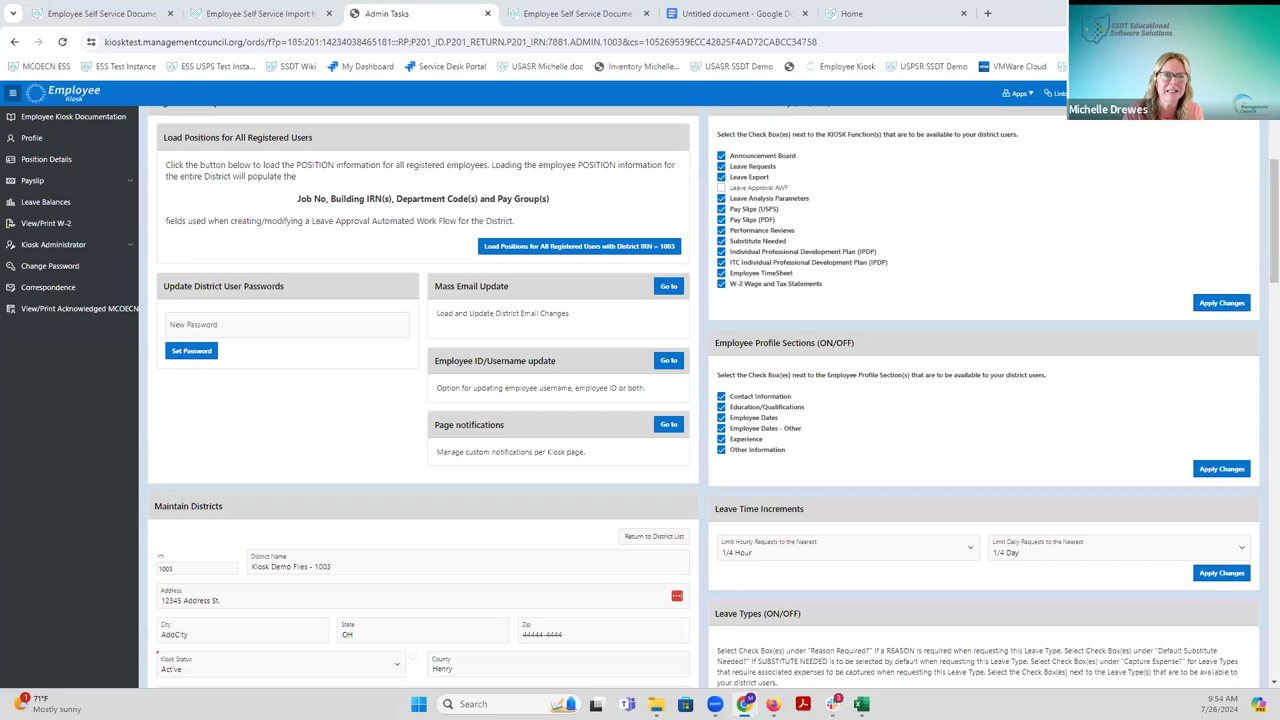 Employee Self Service Documen
Employee Self Service Import f
Admin Tasks
Employee Self Service Docume
Untitled document - Google D
Home
kiosktest.management council.org/ords/f?p=
MCOECN ESS
ESS Test Instance
ESS USPS Test Instance
SSDT Wiki
My Dashboard
Service Desk Portal
USASR Michelle doc
Inventory Michelle...
USASR SSDT Demo
Employee Kiosk
USPSR SSDT Demo
VMWare Cloud
SSDT Educational
Software Solutions
Michelle Drewes
Employee
Kiosk
Apps
Employee Kiosk Documentation
Profile
Position Details
Payslip
Leave Balances
View/Print W-2
Kiosk Administrator
Change Password
Correspondence
View/Print Acknowledged MCOECN
Load Positions for All Registered Users
Click the button below to load the POSITION information for all registered employees. Loading the employee POSITION information for
the entire District will populate the
Job No, Building IRN(s), Department Code(s) and Pay Group(s)
fields used when creating/modifying a Leave Approval Automated Work Flow for the District.
Load Positions for All Registered Users with District IRN = 1003
Update District User Passwords
New Password
Set Password
Mass Email Update
Go to
Load and Update District Email Changes
Employee ID/Username update
Go to
Option for updating employee username, employee ID or both.
Page notifications
Go to
Manage custom notifications per Kiosk page.
Maintain Districts
Return to District List
Irn
1003
District Name
Kiosk Demo Files - 1003
Address
12345 Address St.
City
AddCity
State
OH
Zip
44444-4444
Kiosk Status
Active
County
Henry
Select the Check Box(es) next to the KIOSK Function(s) that are to be available to your district users.
Announcement Board
Leave Requests
Leave Export
Leave Approval AWF
Leave Analysis Parameters
Pay Slips (USPS)
Pay Slips (PDF)
Performance Reviews
Substitute Needed
Individual Professional Development Plan (IPDP)
ITC Individual Professional Development Plan (IPDP)
Employee TimeSheet
W-2 Wage and Tax Statements
Apply Changes
Employee Profile Sections (ON/OFF)
Select the Check Box(es) next to the Employee Profile Section(s) that are to be available to your district users.
Contact Information
Education/Qualifications
Employee Dates
Employee Dates - Other
Experience
Other Information
Apply Changes
Leave Time Increments
Limit Hourly Requests to the Nearest
1/4 Hour
Limit Daily Requests to the Nearest
1/4 Day
Apply Changes
Leave Types (ON/OFF)
Select Check Box(es) under "Reason Required?" if a REASON is required when requesting this Leave Type. Select Check Box(es) under "Default Substitute
Needed?" If SUBSTITUTE NEEDED is to be selected by default when requesting this Leave Type. Select Check Box(es) under "Capture Expense?" for Leave Types
that require associated expenses to be captured when requesting this Leave Type. Select the Check Box(es) next to the Leave Type(s) that are to be available to
your district users.
71°F
Mostly sunny
Search
9:54 AM
7/26/2024